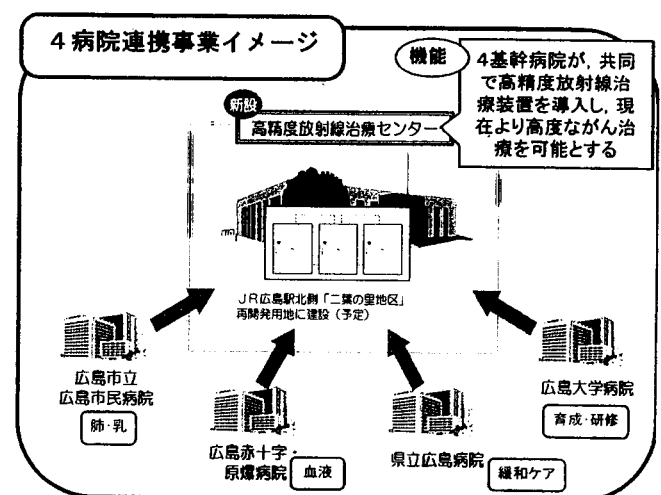 4病院連携事業イメージ
機能
4基幹病院が，共同
で高精度放射線治
療装置を導入し，現
在より高度ながん治
療を可能とする
新設
高精度放射線治療センター
JR広島駅北側「二葉の里地区」
再開発用地に建設（予定）
広島市立
広島市民病院
肺・乳
広島赤十字・
原爆病院
血液
県立広島病院
緩和ケア
広島大学病院
育成・研修